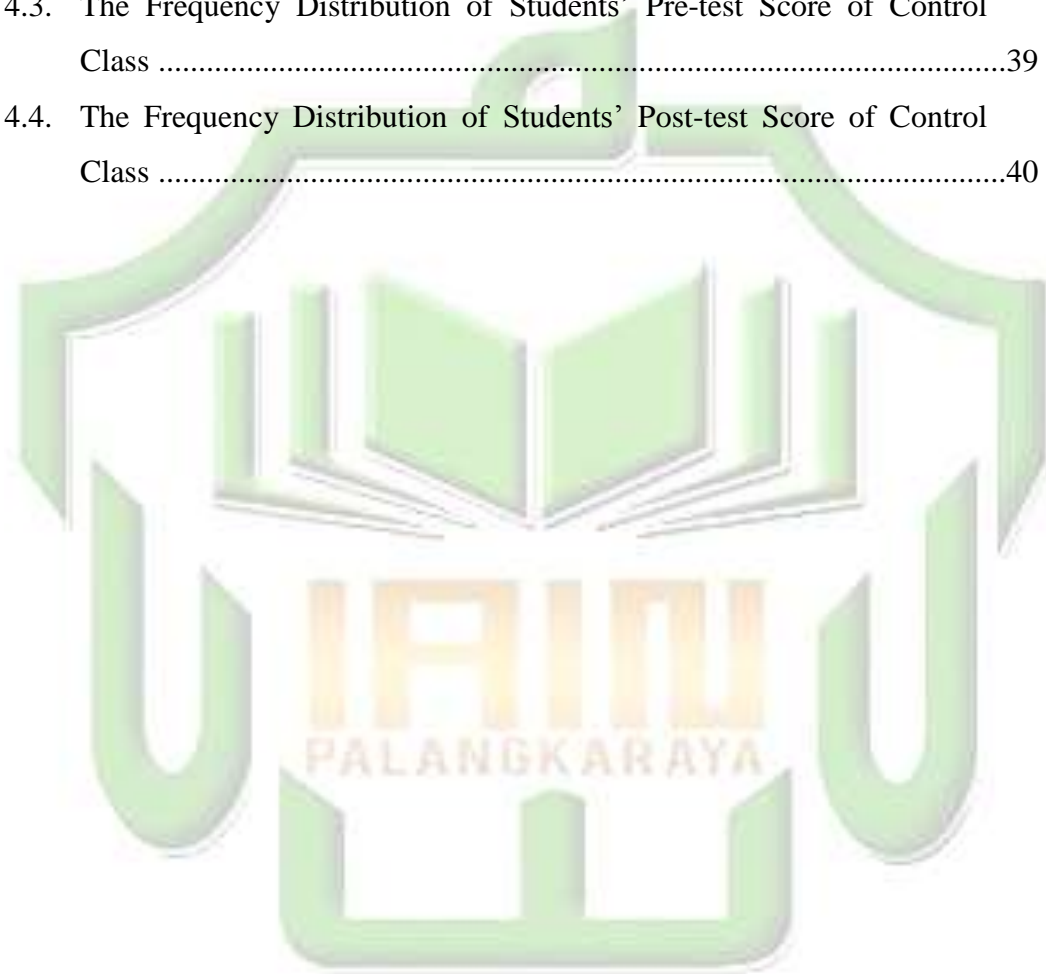 4.3. The Frequency Distribution of Students’ Pre-test Score of Control
Class ....................................................................................................39
4.4. The Frequency Distribution of Students’ Post-test Score of Control
Class ....................................................................................................40
IAIN
PALANGKARAYA